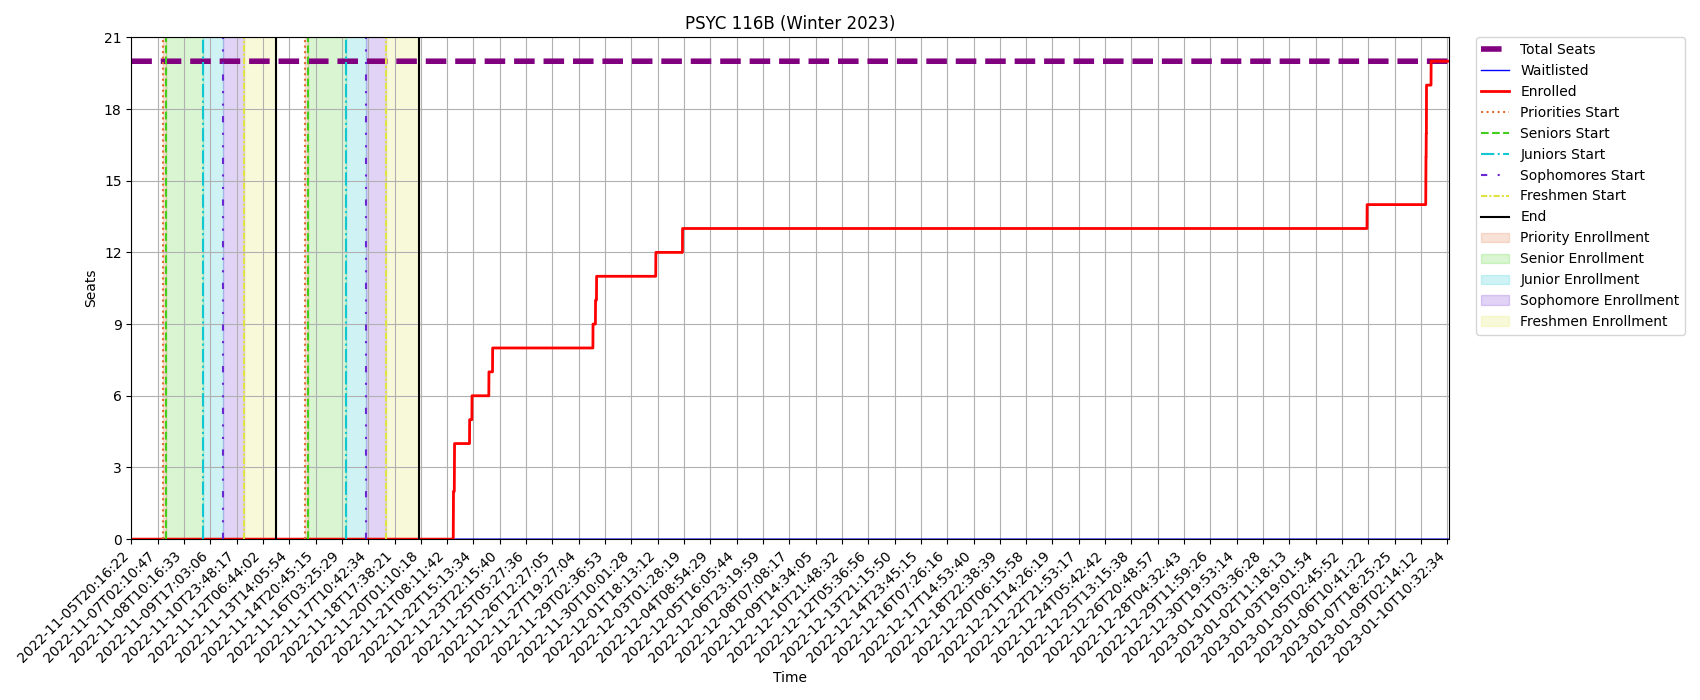 PSYC 116B (Winter 2023)
Seats
21
18
15
12
9
6
3
0
2022-11-05T20:16:22
2022-11-07T02:10:47
2022-11-08T10:16:33
2022-11-09T17:03:06
2022-11-10T23:48:17
2022-11-12T06:44:02
2022-11-13T14:05:54
2022-11-14T20:45:15
2022-11-16T03:25:29
2022-11-17T10:42:34
2022-11-18T17:38:21
2022-11-20T01:10:18
2022-11-21T08:11:42
2022-11-22T15:13:34
2022-11-23T22:15:40
2022-11-25T05:27:36
2022-11-26T12:27:05
2022-11-27T19:27:04
2022-11-29T02:36:53
2022-11-30T10:01:28
2022-12-01T18:13:12
2022-12-03T01:28:19
2022-12-04T08:54:29
2022-12-05T16:05:44
2022-12-06T23:19:59
2022-12-08T07:08:17
2022-12-09T14:34:05
2022-12-10T21:48:32
2022-12-12T05:36:56
2022-12-13T21:15:50
2022-12-14T23:45:15
2022-12-16T07:26:16
2022-12-17T14:53:40
2022-12-18T22:38:39
2022-12-20T06:15:58
2022-12-21T14:26:19
2022-12-22T21:53:17
2022-12-24T05:42:42
2022-12-25T13:15:38
2022-12-26T20:48:57
2022-12-28T04:32:43
2022-12-29T11:59:26
2022-12-30T19:53:14
2023-01-01T03:36:28
2023-01-02T11:18:13
2023-01-03T19:01:54
2023-01-05T02:45:52
2023-01-06T10:41:22
2023-01-07T18:25:25
2023-01-09T02:14:12
2023-01-10T10:32:34
Time
Total Seats
Waitlisted
Enrolled
Priorities Start
Seniors Start
Juniors Start
Sophomores Start
Freshmen Start
End
Priority Enrollment
Senior Enrollment
Junior Enrollment
Sophomore Enrollment
Freshmen Enrollment